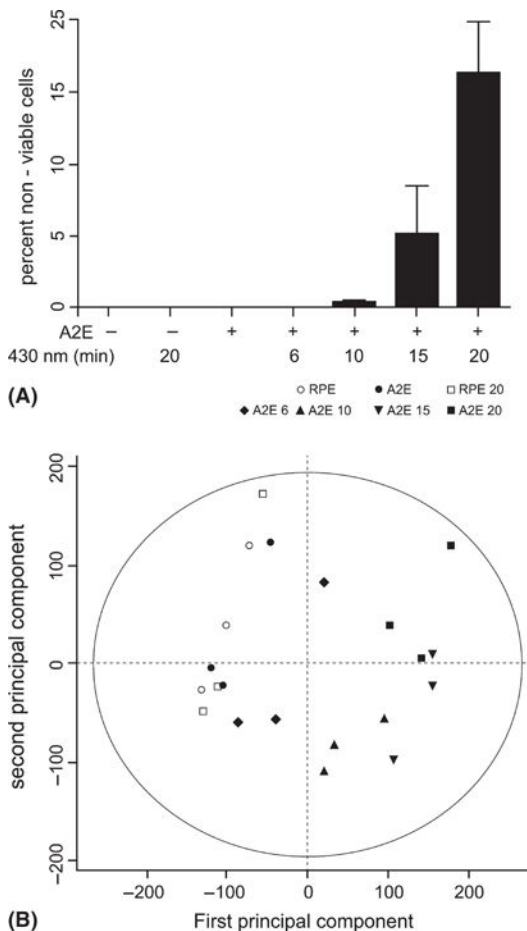 25
15
10
5
0
percent non - viable cells
A2E – – + + + + +
430 nm (min) 20 6 10 15 20
(A)
○ RPE ● A2E □ RPE 20
◆ A2E 6 ▲ A2E 10 ▼ A2E 15 ■ A2E 20
200
100
0
–100
–200
second principal component
–200 –100 0 100 200
First principal component
(B)